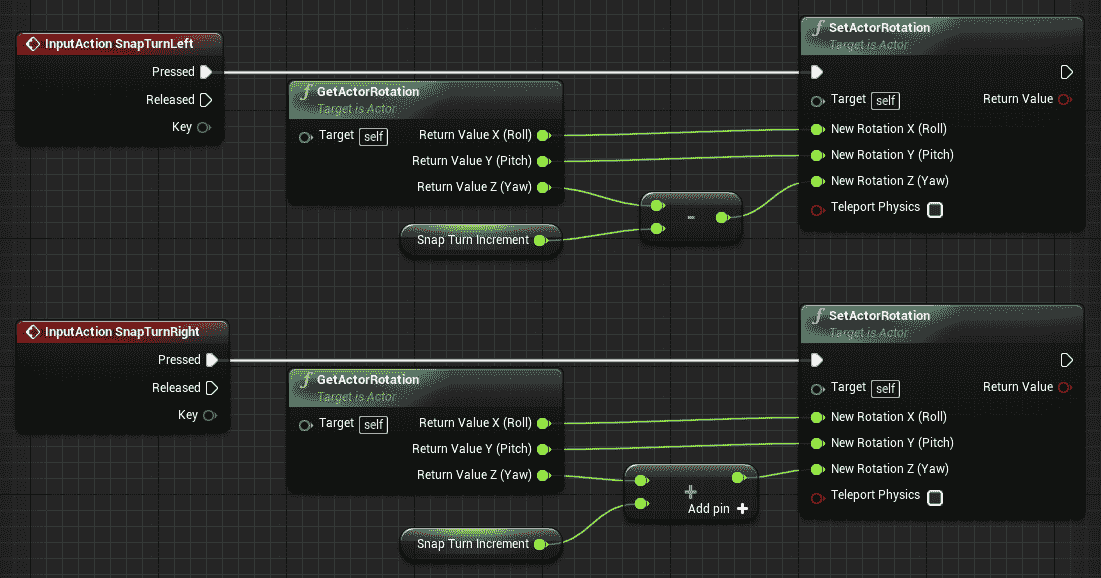 InputAction SnapTurnLeft
Pressed
Released
Key
GetActorRotation
Target is Actor
Target self
Return Value X (Roll)
Return Value Y (Pitch)
Return Value Z (Yaw)
Snap Turn Increment
-
SetActorRotation
Target is Actor
Target self
Return Value
New Rotation X (Roll)
New Rotation Y (Pitch)
New Rotation Z (Yaw)
Teleport Physics
InputAction SnapTurnRight
Pressed
Released
Key
GetActorRotation
Target is Actor
Target self
Return Value X (Roll)
Return Value Y (Pitch)
Return Value Z (Yaw)
Snap Turn Increment
+
Add pin +
SetActorRotation
Target is Actor
Target self
Return Value
New Rotation X (Roll)
New Rotation Y (Pitch)
New Rotation Z (Yaw)
Teleport Physics